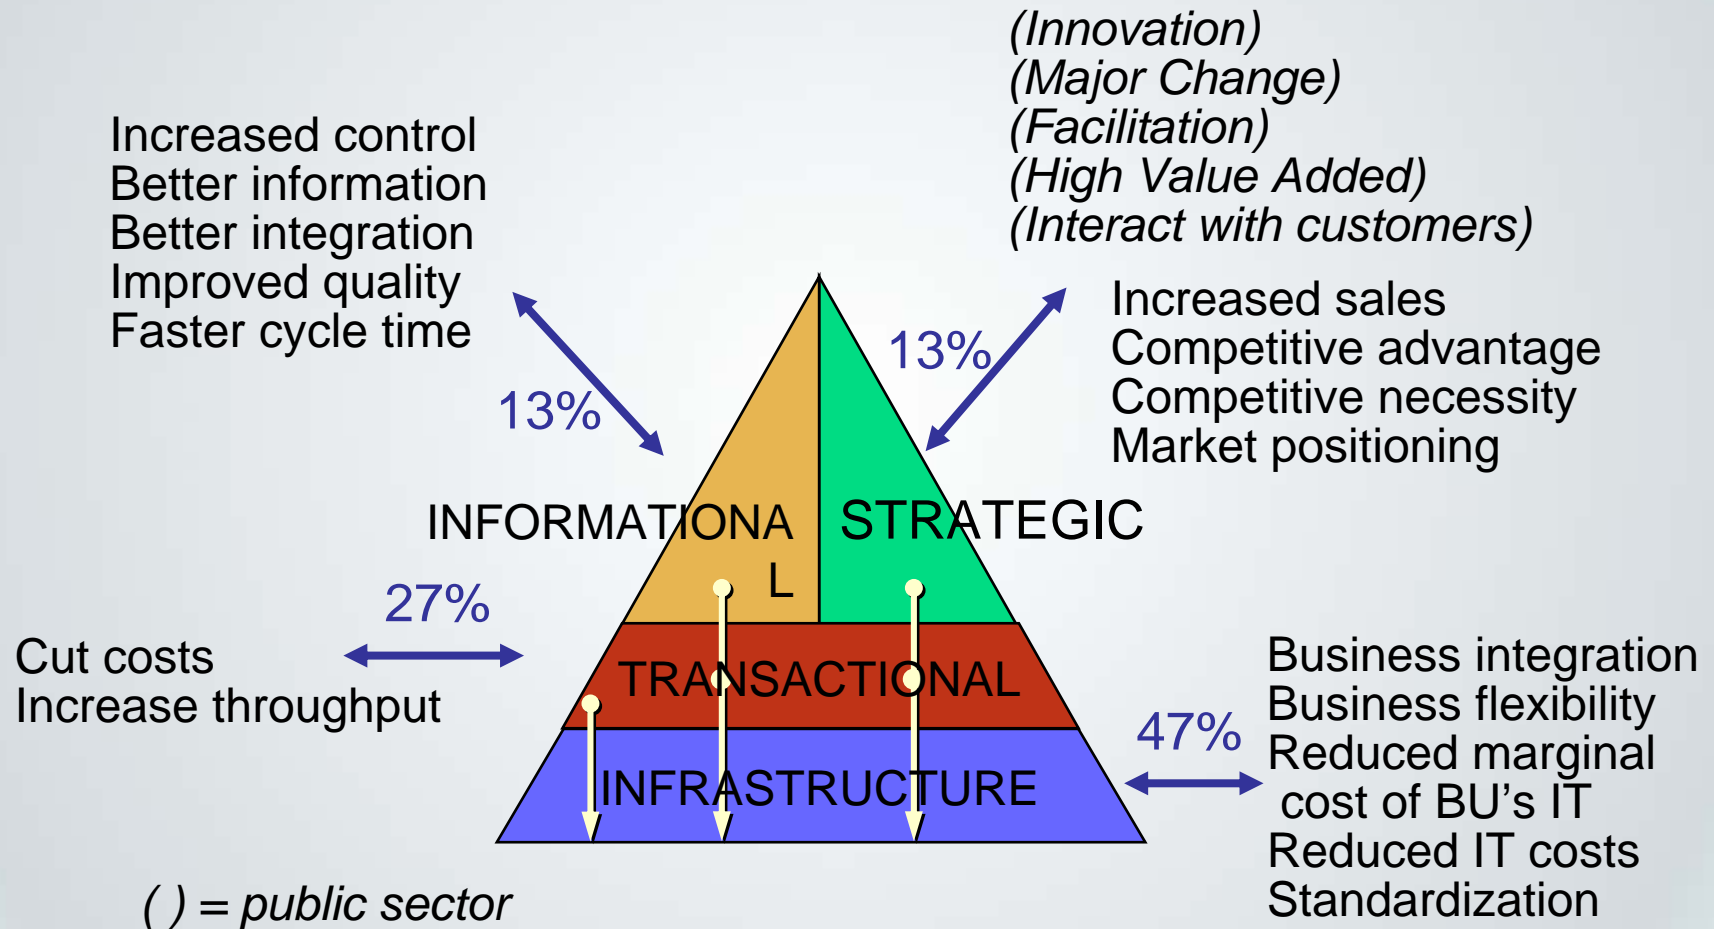 (Innovation)
(Major Change)
(Facilitation)
(High Value Added)
(Interact with customers)
Increased control
Better information
Better integration
Improved quality
Faster cycle time
13%
13%
Increased sales
Competitive advantage
Competitive necessity
Market positioning
INFORMATIONA
L
STRATEGIC
27%
Cut costs
Increase throughput
TRANSACTIONAL
INFRASTRUCTURE
47%
Business integration
Business flexibility
Reduced marginal
cost of BU’s IT
Reduced IT costs
Standardization
( ) = public sector